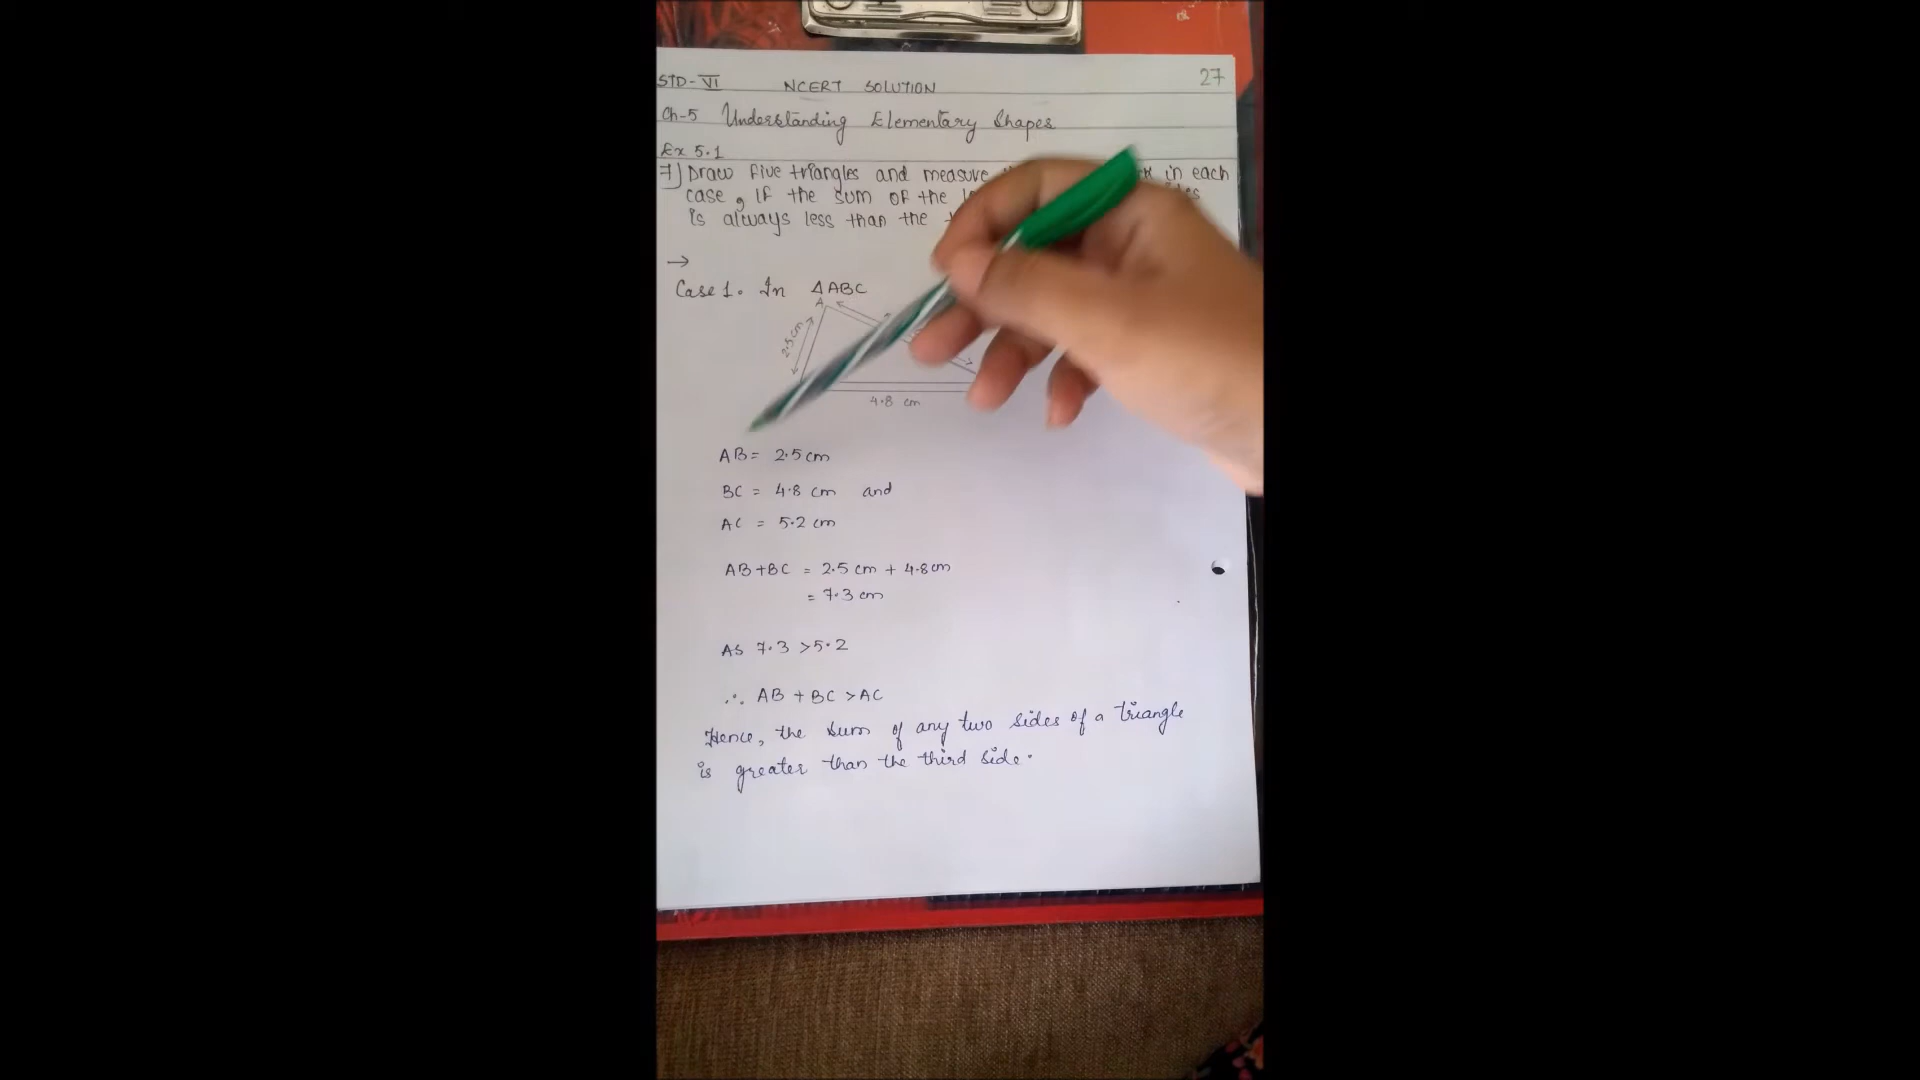 STD-VI NCERT SOLUTION 27
Ch-5 Understanding Elementary Shapes
Ex 5.1
7) Draw five triangles and measure in each
case, if the sum of the
is always less than the
→
Case 1. In ΔABC
A
2.5 cm
4.8 cm
AB = 2.5 cm
BC = 4.8 cm and
AC = 5.2 cm
AB+BC = 2.5 cm + 4.8 cm
= 7.3 cm
AS 7.3 >5.2
∴ AB + BC > AC
Hence, the sum of any two sides of a triangle
is greater than the third side.